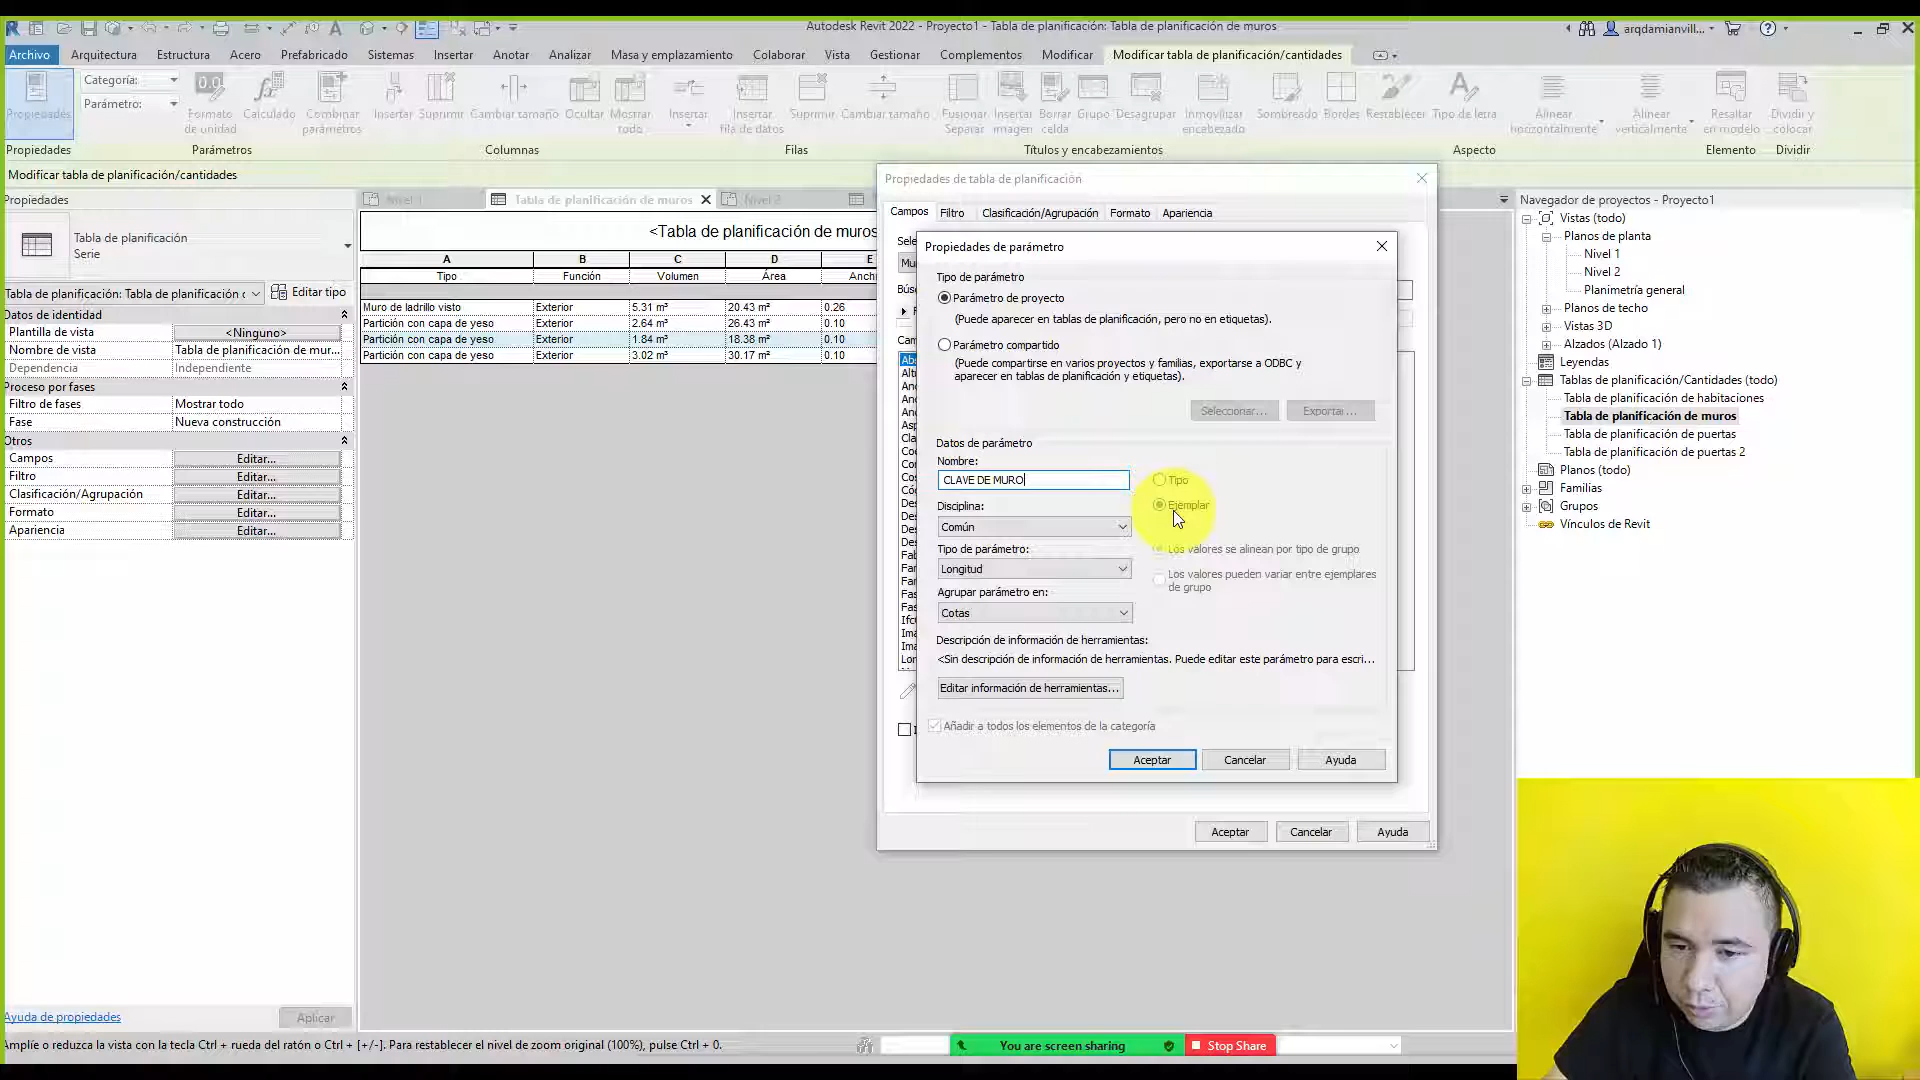 Autodesk Revit 2022 - Proyecto1 - Tabla de planificación: Tabla de planificación de muros
arqdamianvill...
Archivo Arquitectura Estructura Acero Prefabricado Sistemas Insertar Anotar Analizar Masa y emplazamiento Colaborar Vista Gestionar Complementos Modificar Modificar tabla de planificación/cantidades
Propiedades
Categoría:
Parámetro:
Formato de unidad
Calculado
Combinar parámetros
Insertar
Suprimir
Cambiar tamaño
Ocultar
Mostrar todo
Insertar
Insertar fila de datos
Suprimir
Cambiar tamaño
Fusionar Separar
Insertar imagen
Borrar celda
Grupo
Desagrupar
Inmovilizar encabezado
Sombreado
Bordes
Restablecer
Tipo de letra
Alinear horizontalmente
Alinear verticalmente
Resaltar en modelo
Dividir y colocar
Propiedades Parámetros Columnas Filas Títulos y encabezamientos Aspecto Elemento Dividir
Modificar tabla de planificación/cantidades
Propiedades
Tabla de planificación
Serie
Tabla de planificación: Tabla de planificación c
Editar tipo
Datos de identidad
Plantilla de vista <Ninguno>
Nombre de vista Tabla de planificación de mur...
Dependencia Independiente
Proceso por fases
Filtro de fases Mostrar todo
Fase Nueva construcción
Otros
Campos Editar...
Filtro Editar...
Clasificación/Agrupación Editar...
Formato Editar...
Apariencia Editar...
Ayuda de propiedades
Aplicar
Nivel 1
Tabla de planificación de muros
Nivel 2
<Tabla de planificación de muros
A B C D E
Tipo Función Volumen Área Anch
Muro de ladrillo visto Exterior 5.31 m³ 20.43 m² 0.26
Partición con capa de yeso Exterior 2.64 m³ 26.43 m² 0.10
Partición con capa de yeso Exterior 1.84 m³ 18.38 m² 0.10
Partición con capa de yeso Exterior 3.02 m³ 30.17 m² 0.10
Propiedades de tabla de planificación
Campos Filtro Clasificación/Agrupación Formato Apariencia
Propiedades de parámetro
Tipo de parámetro
Parámetro de proyecto
(Puede aparecer en tablas de planificación, pero no en etiquetas).
Parámetro compartido
(Puede compartirse en varios proyectos y familias, exportarse a ODBC y
aparecer en tablas de planificación y etiquetas).
Seleccionar... Exportar...
Datos de parámetro
Nombre:
CLAVE DE MURO
Tipo
Ejemplar
Disciplina:
Común
Tipo de parámetro:
Los valores se alinean por tipo de grupo
Longitud
Los valores pueden variar entre ejemplares
de grupo
Agrupar parámetro en:
Cotas
Descripción de información de herramientas:
<Sin descripción de información de herramientas. Puede editar este parámetro para escri...
Editar información de herramientas...
Añadir a todos los elementos de la categoría
Aceptar Cancelar Ayuda
Aceptar Cancelar Ayuda
Navegador de proyectos - Proyecto1
Vistas (todo)
Planos de planta
Nivel 1
Nivel 2
Planimetría general
Planos de techo
Vistas 3D
Alzados (Alzado 1)
Leyendas
Tablas de planificación/Cantidades (todo)
Tabla de planificación de habitaciones
Tabla de planificación de muros
Tabla de planificación de puertas
Tabla de planificación de puertas 2
Planos (todo)
Familias
Grupos
Vínculos de Revit
Amplíe o reduzca la vista con la tecla Ctrl + rueda del ratón o Ctrl + [+/-]. Para restablecer el nivel de zoom original (100%), pulse Ctrl + 0.
You are screen sharing
Stop Share